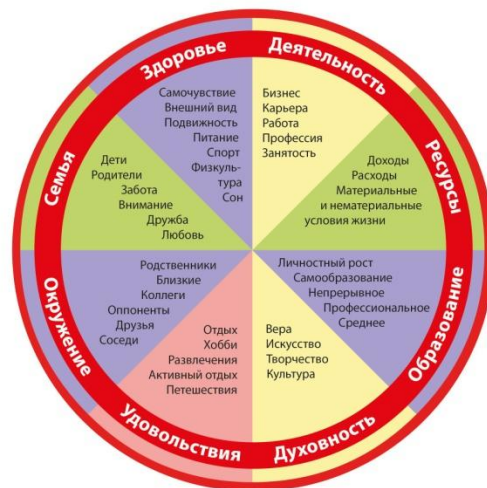 Здоровье
Самочувствие
Внешний вид
Подвижность
Питание
Спорт
Физкуль-
тура
Сон
Деятельность
Бизнес
Карьера
Работа
Профессия
Занятость
Ресурсы
Доходы
Расходы
Материальные
и нематериальные
условия жизни
Образование
Личностный рост
Самообразование
Непрерывное
Профессиональное
Среднее
Духовность
Вера
Искусство
Творчество
Культура
Удовольствия
Отдых
Хобби
Развлечения
Активный отдых
Петешествия
Окружение
Родственники
Близкие
Коллеги
Оппоненты
Друзья
Соседи
Семья
Дети
Родители
Забота
Внимание
Дружба
Любовь